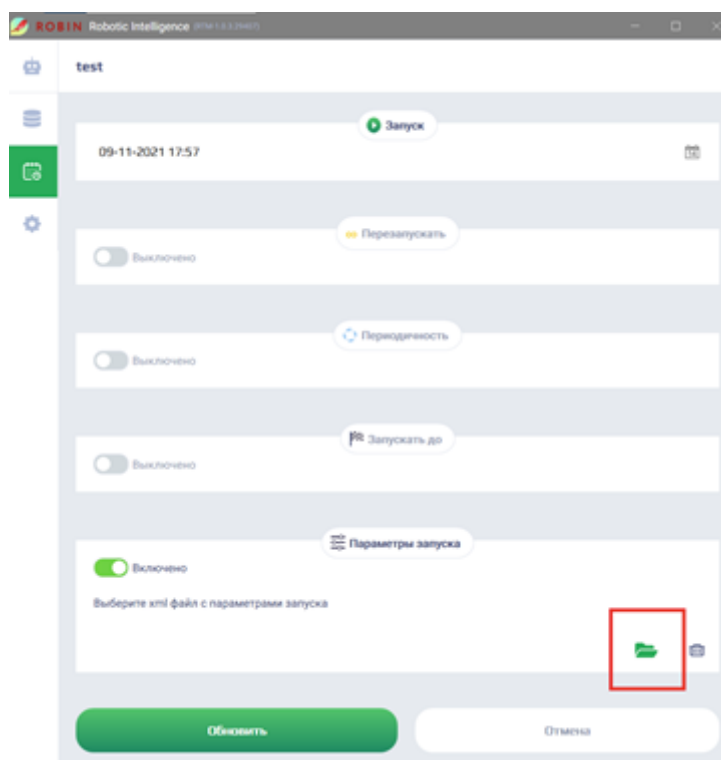 ROBIN Robotic Intelligence
test
Запуск
09-11-2021 17:57
Перезапускать
Выключено
Периодичность
Выключено
Запускать до
Выключено
Параметры запуска
Включено
Выберите xml файл с параметрами запуска
Обновить
Отмена